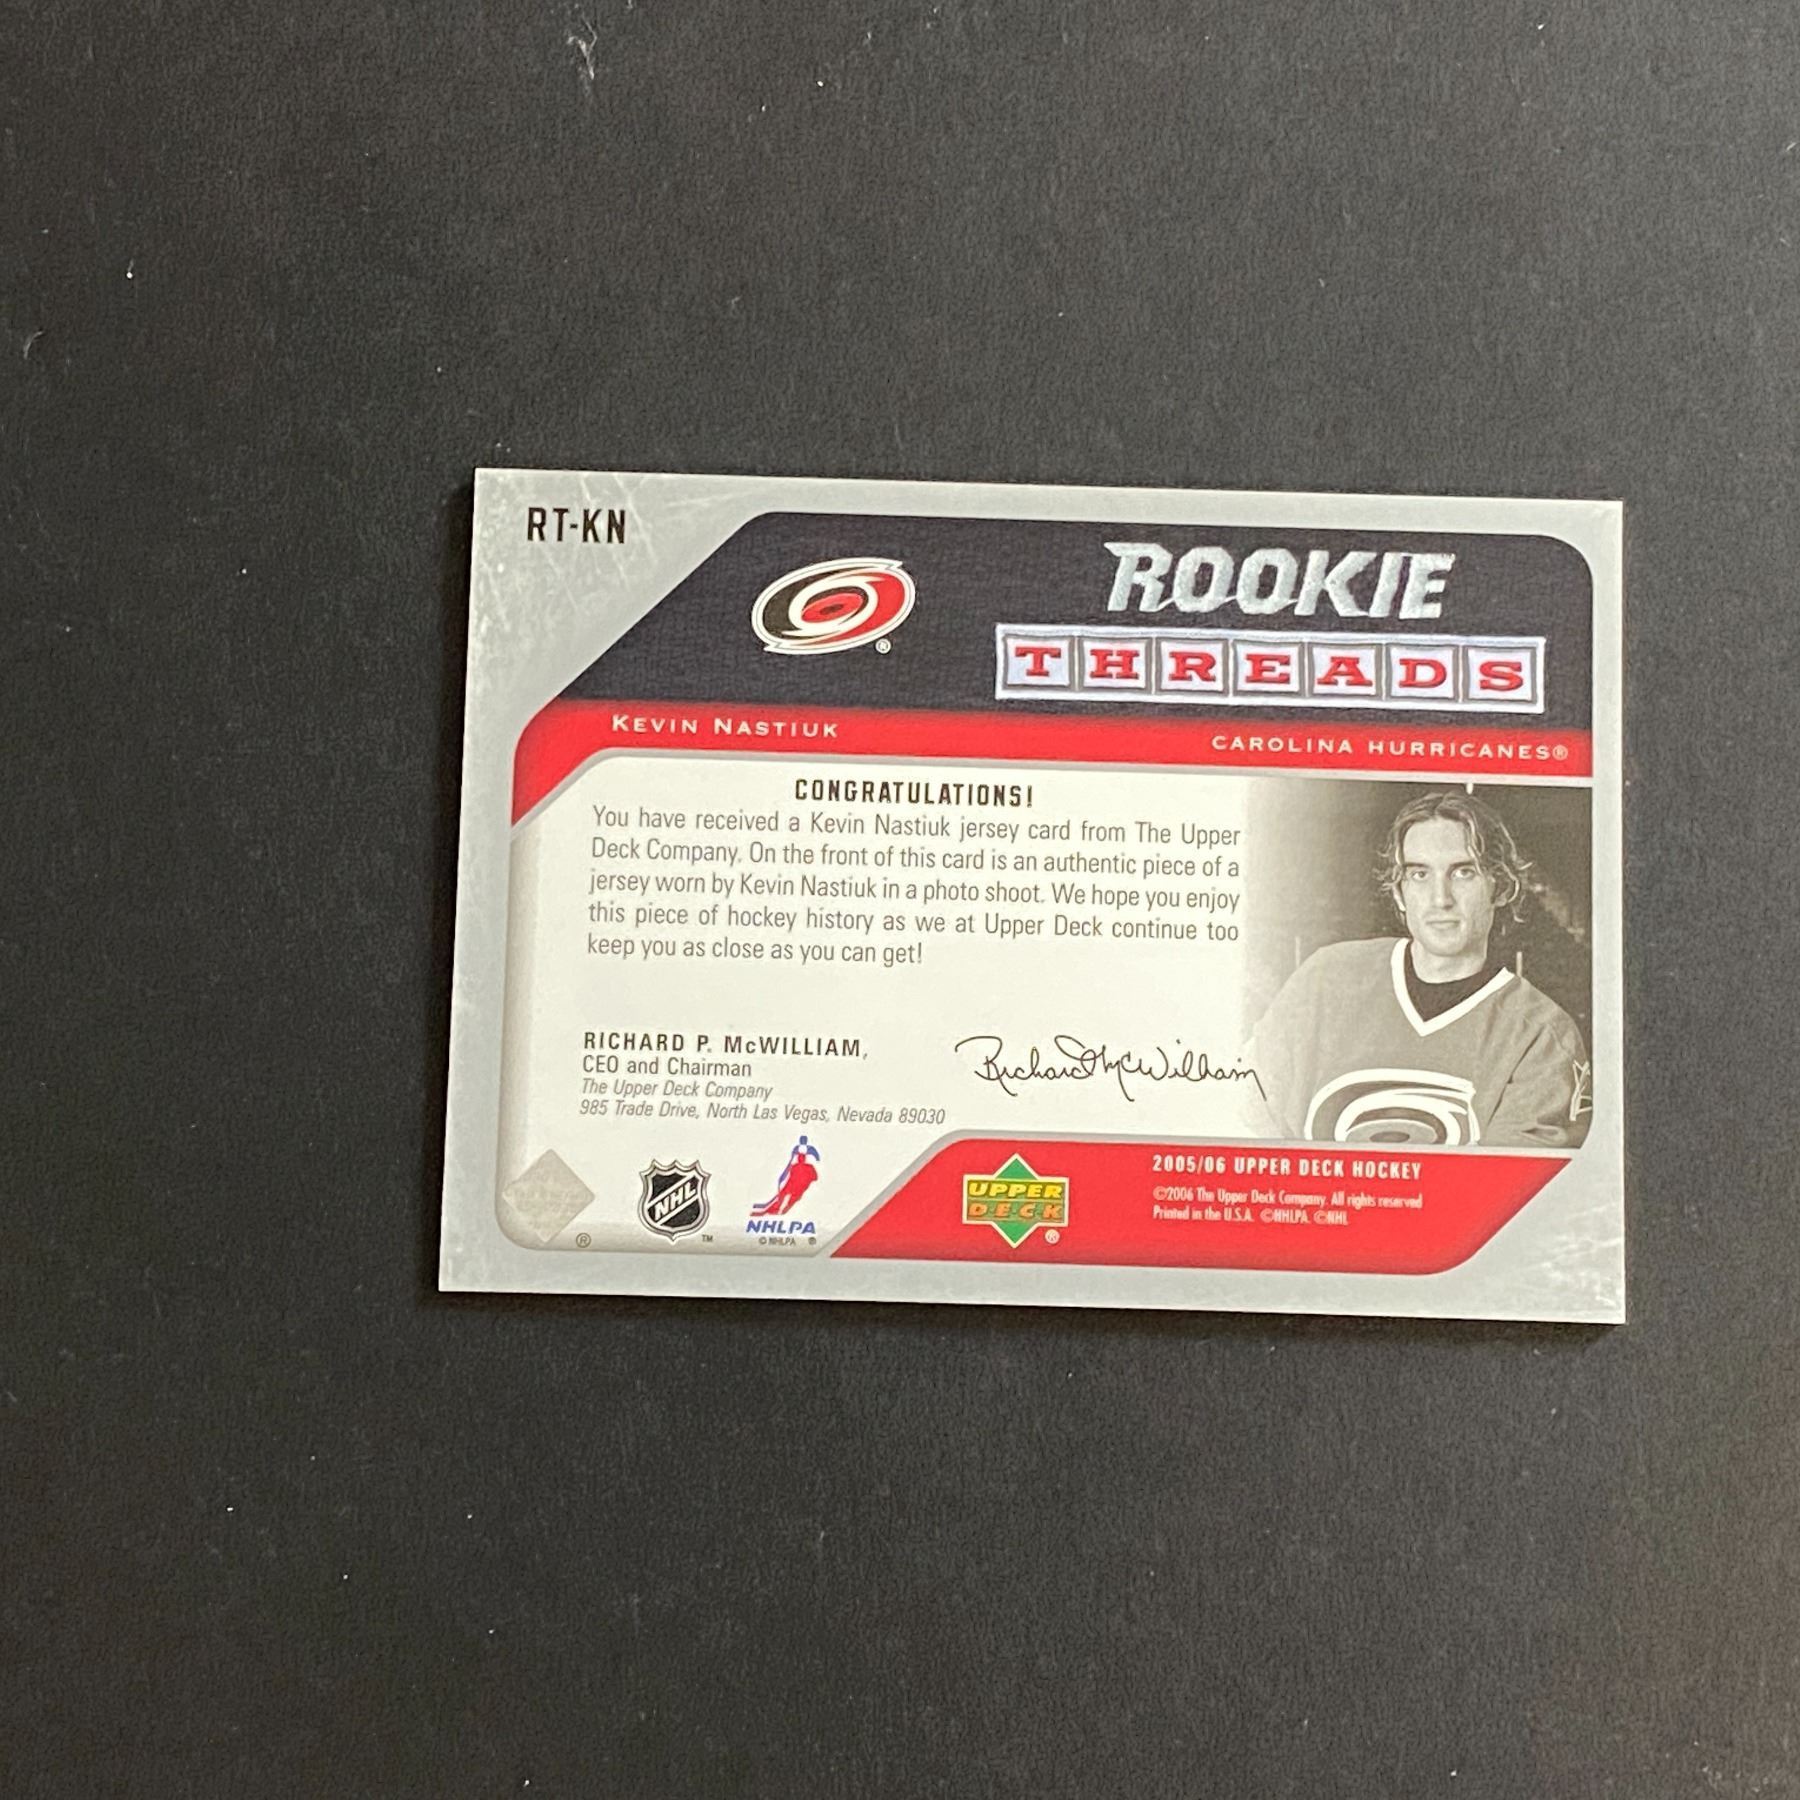 RT-KN
ROOKIE
THREADS
KEVIN NASTIUK
CAROLINA HURRICANES®
CONGRATULATIONS!
You have received a Kevin Nastiuk jersey card from The Upper
Deck Company. On the front of this card is an authentic piece of a
jersey worn by Kevin Nastiuk in a photo shoot. We hope you enjoy
this piece of hockey history as we at Upper Deck continue too
keep you as close as you can get!
RICHARD P. McWILLIAM,
CEO and Chairman
The Upper Deck Company
985 Trade Drive, North Las Vegas, Nevada 89030
Richard McWilliam
NHL
TM
NHLPA
© NHLPA ®
UPPER
DECK
®
2005/06 UPPER DECK HOCKEY
©2006 The Upper Deck Company. All rights reserved
Printed in the U.S.A. ©NHLPA ©NHL